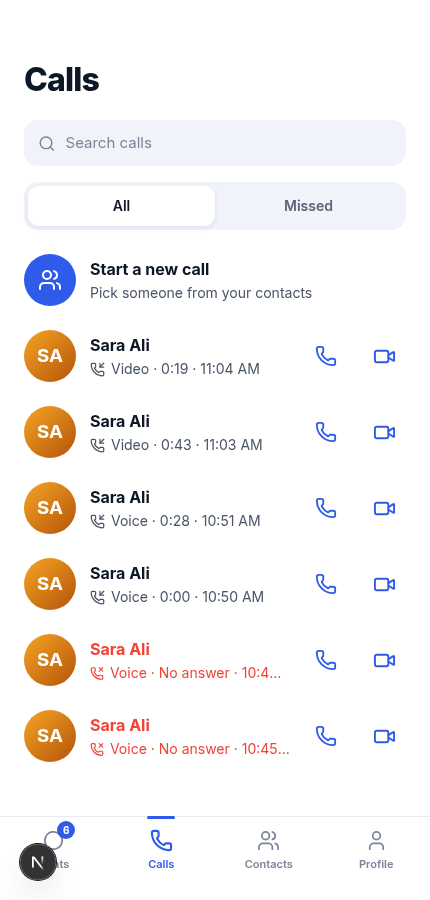 Calls
Search calls
All
Missed
Start a new call
Pick someone from your contacts
SA
Sara Ali
Video · 0:19 · 11:04 AM
SA
Sara Ali
Video · 0:43 · 11:03 AM
SA
Sara Ali
Voice · 0:28 · 10:51 AM
SA
Sara Ali
Voice · 0:00 · 10:50 AM
SA
Sara Ali
Voice · No answer · 10:4...
SA
Sara Ali
Voice · No answer · 10:45...
6
N
Calls
Contacts
Profile